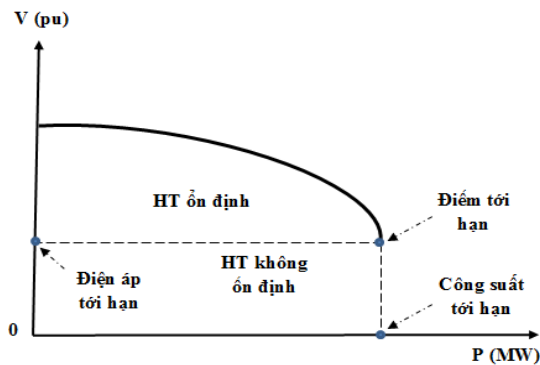 V (pu)
HT ổn định
Điểm tới
hạn
HT không
ổn định
Điện áp
tới hạn
Công suất
tới hạn
0
P (MW)